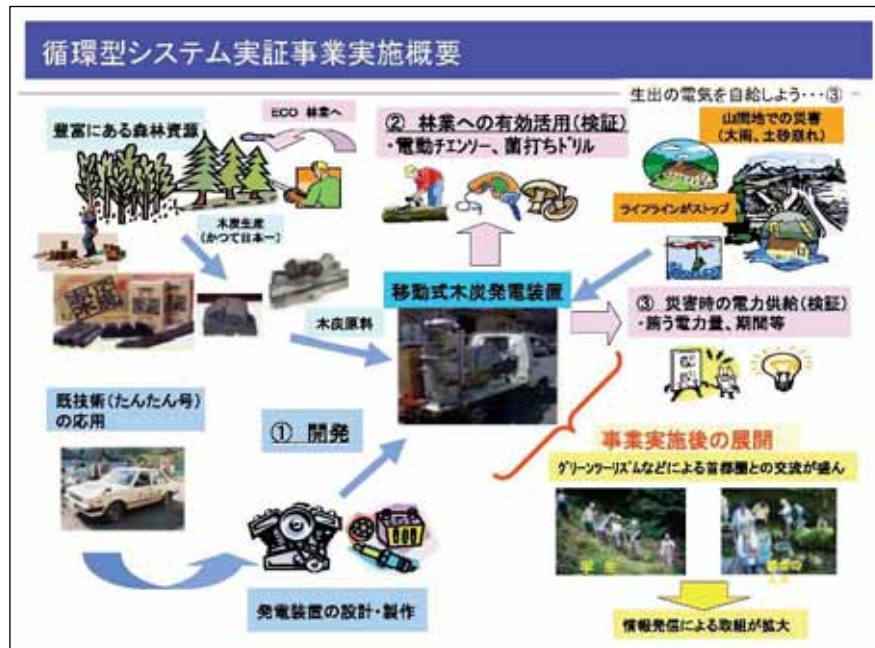 循環型システム実証事業実施概要
生出の電気を自給しよう・・・③
ECO 林業へ
豊富にある森林資源
② 林業への有効活用(検証)
・電動チエンソー、菌打ちドリル
山間地での災害
(大雨、土砂崩れ)
ライフラインがストップ
木炭生産
(かつて日本一)
移動式木炭発電装置
木炭原料
③ 災害時の電力供給(検証)
・賄う電力量、期間等
既技術(たんたん号)
の応用
① 開発
事業実施後の展開
グリーンツーリズムなどによる首都圏との交流が盛ん
学生
発電装置の設計・製作
情報発信による取組が拡大